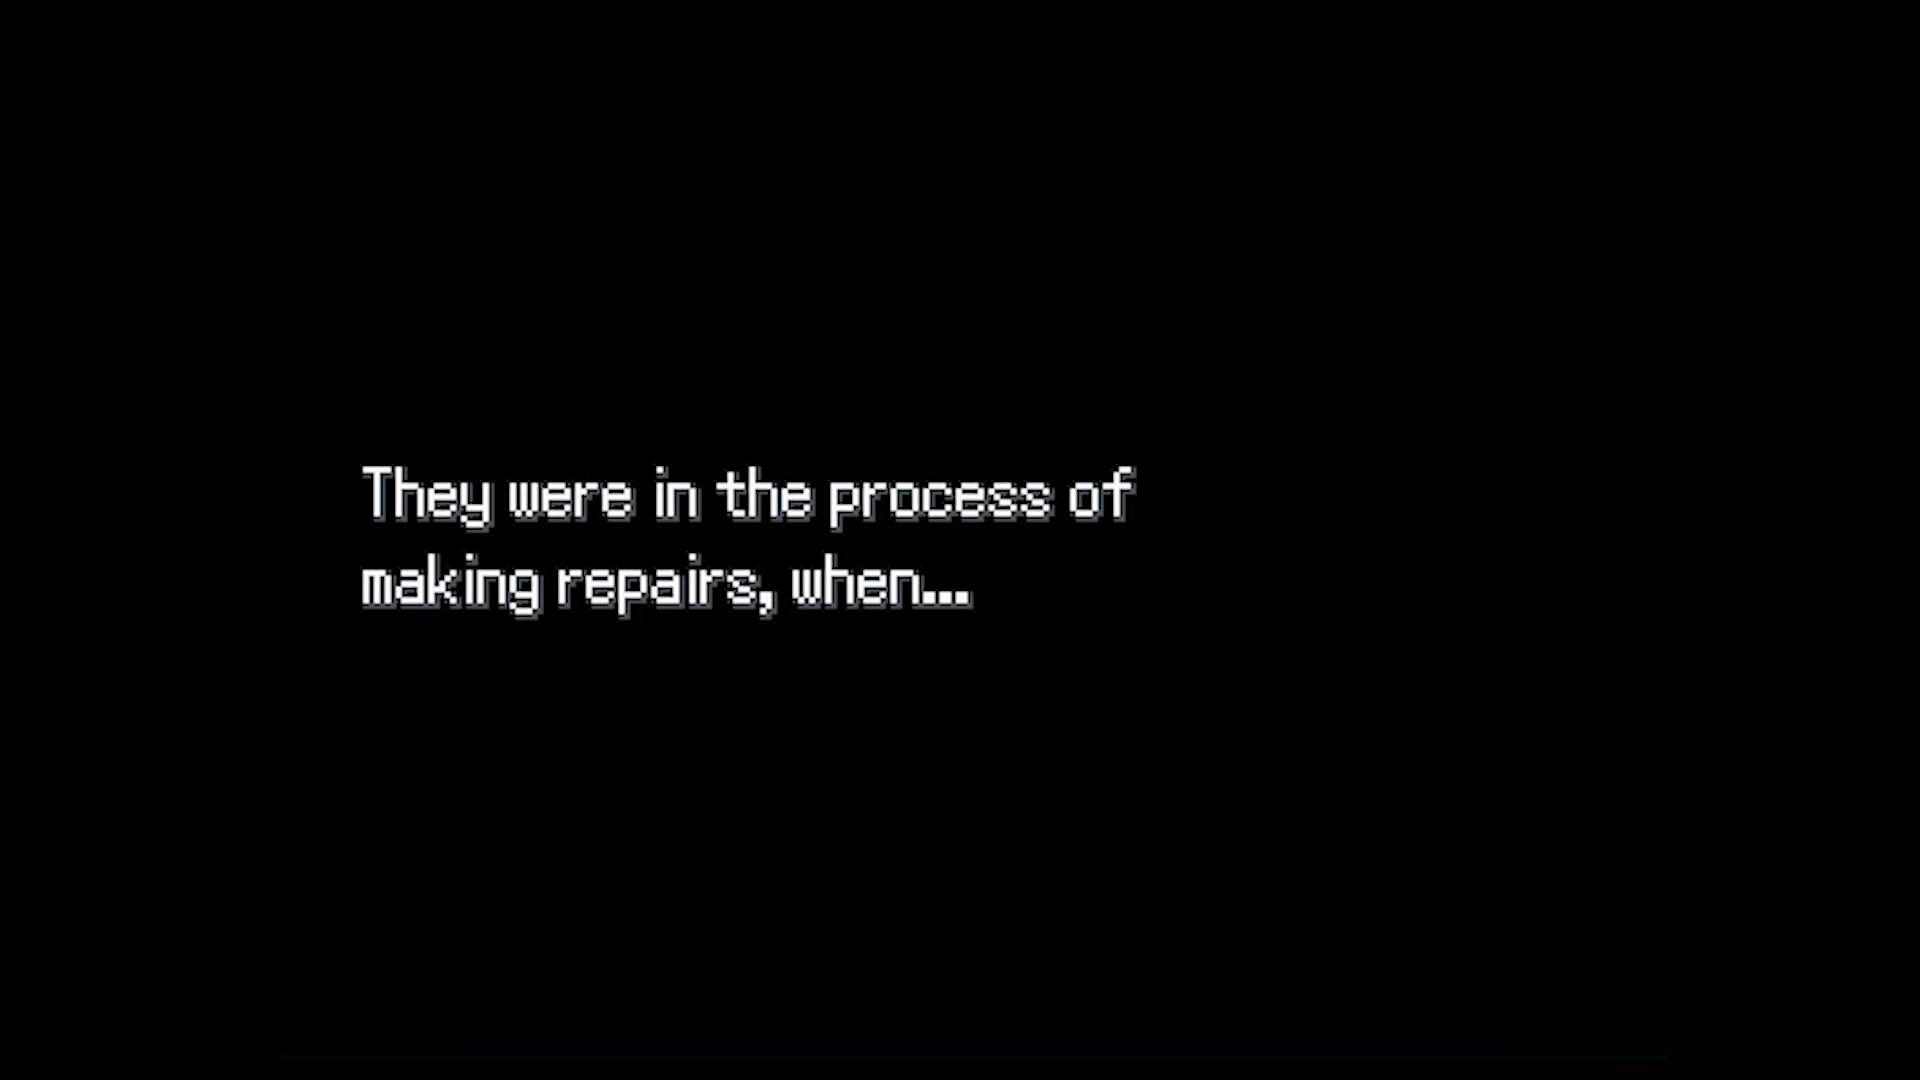 They were in the process of
making repairs, when...